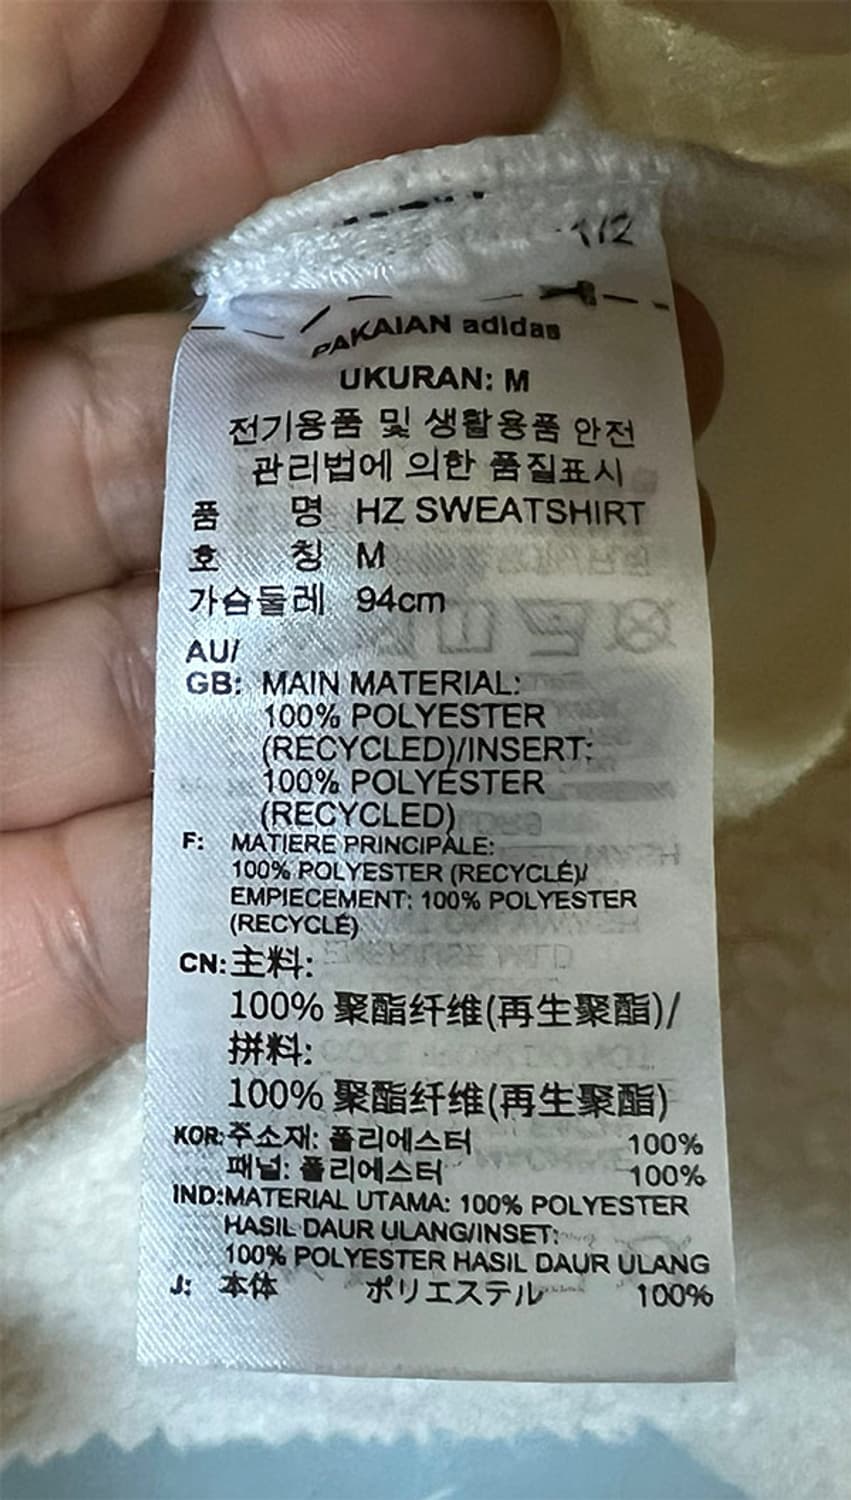 1/2
PAKAIAN adidas
UKURAN: M
전기용품 및 생활용품 안전
관리법에 의한 품질표시
품 명 HZ SWEATSHIRT
호 칭 M
가슴둘레 94cm
AU/
GB: MAIN MATERIAL:
100% POLYESTER
(RECYCLED)/INSERT:
100% POLYESTER
(RECYCLED)
F: MATIERE PRINCIPALE:
100% POLYESTER (RECYCLÉ)/
EMPIECEMENT: 100% POLYESTER
(RECYCLÉ)
CN: 主料:
100% 聚酯纤维(再生聚酯)/
拼料:
100% 聚酯纤维(再生聚酯)
KOR: 주소재: 폴리에스터 100%
패널: 폴리에스터 100%
IND: MATERIAL UTAMA: 100% POLYESTER
HASIL DAUR ULANG/INSET:
100% POLYESTER HASIL DAUR ULANG
J: 本体 ポリエステル 100%